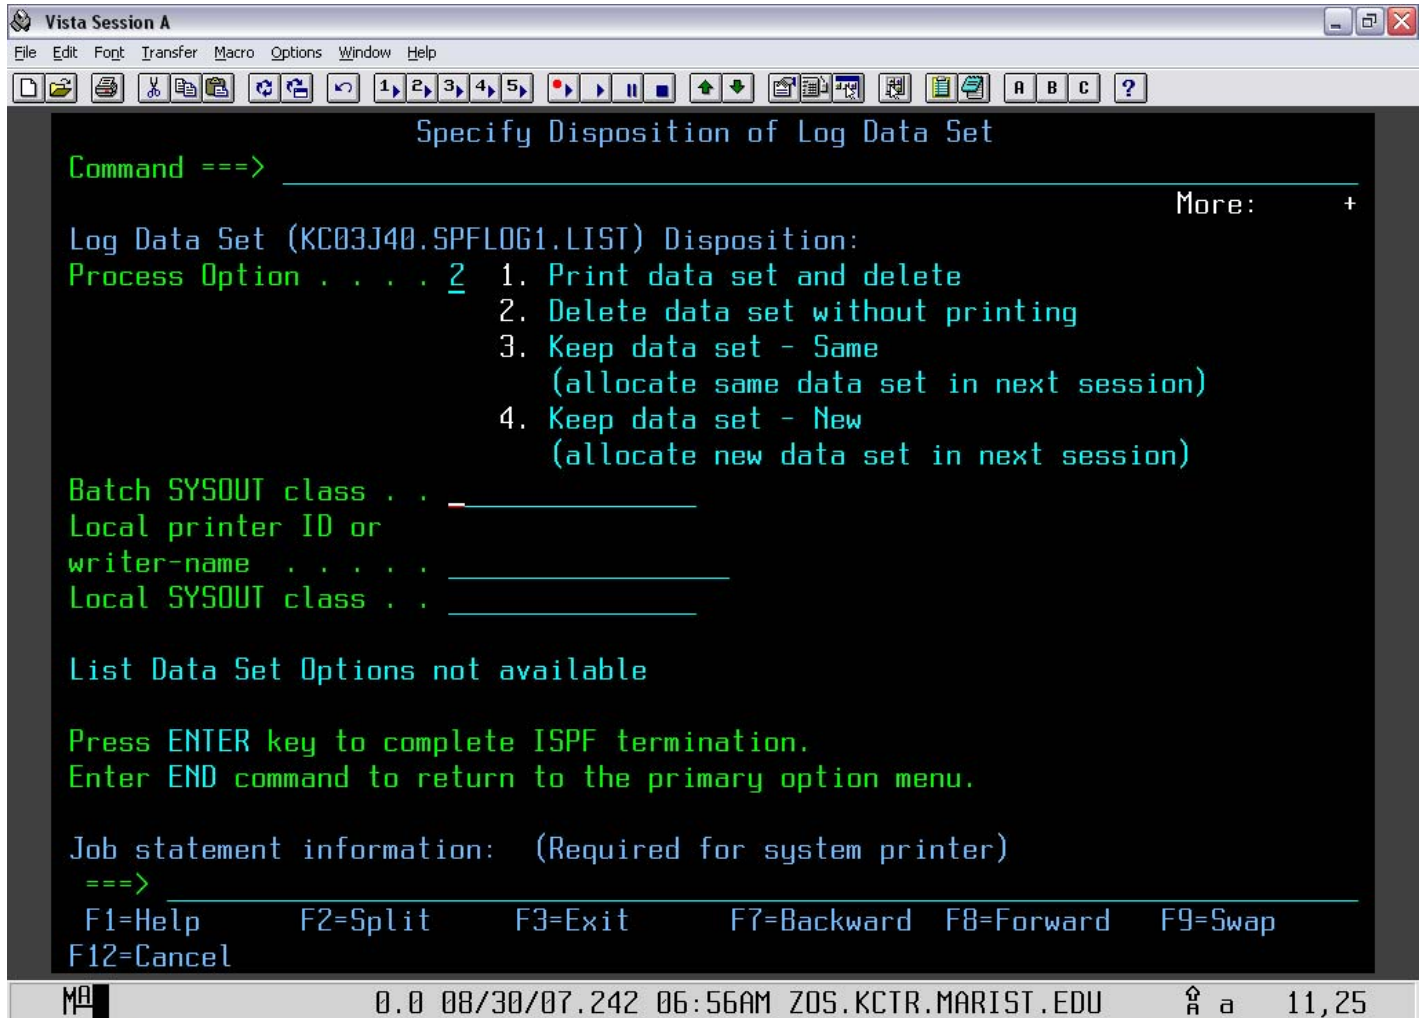 Vista Session A
File Edit Font Transfer Macro Options Window Help
1 2 3 4 5 A B C ?
Specify Disposition of Log Data Set
Command ===>
More: +
Log Data Set (KC03J40.SPFLOG1.LIST) Disposition:
Process Option . . . . 2 1. Print data set and delete
2. Delete data set without printing
3. Keep data set - Same
(allocate same data set in next session)
4. Keep data set - New
(allocate new data set in next session)
Batch SYSOUT class . .
Local printer ID or
writer-name . . . . .
Local SYSOUT class . .
List Data Set Options not available
Press ENTER key to complete ISPF termination.
Enter END command to return to the primary option menu.
Job statement information: (Required for system printer)
===>
F1=Help F2=Split F3=Exit F7=Backward F8=Forward F9=Swap
F12=Cancel
MA 0.0 08/30/07.242 06:56AM ZOS.KCTR.MARIST.EDU A a 11,25